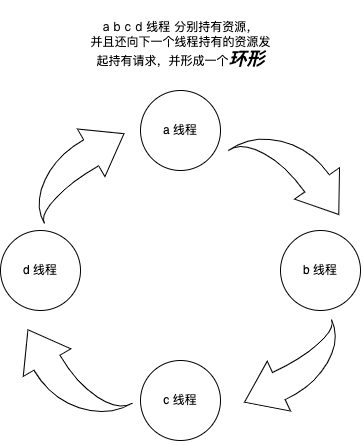 a b c d 线程 分别持有资源，
并且还向下一个线程持有的资源发
起持有请求，并形成一个环形
a 线程
d 线程
b 线程
c 线程